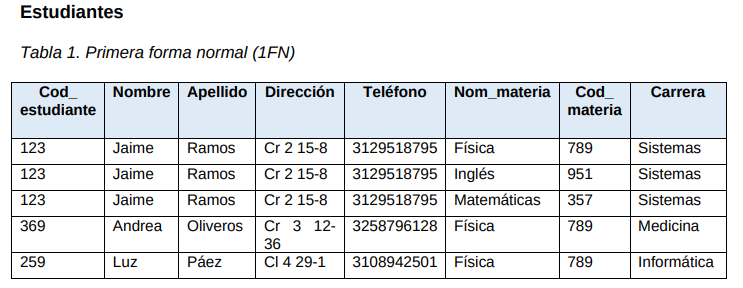 Estudiantes
Tabla 1. Primera forma normal (1FN)
Cod_ estudiante Nombre Apellido Dirección Teléfono Nom_materia Cod_ materia Carrera
123 Jaime Ramos Cr 2 15-8 3129518795 Física 789 Sistemas
123 Jaime Ramos Cr 2 15-8 3129518795 Inglés 951 Sistemas
123 Jaime Ramos Cr 2 15-8 3129518795 Matemáticas 357 Sistemas
369 Andrea Oliveros Cr 3 12-36 3258796128 Física 789 Medicina
259 Luz Páez Cl 4 29-1 3108942501 Física 789 Informática